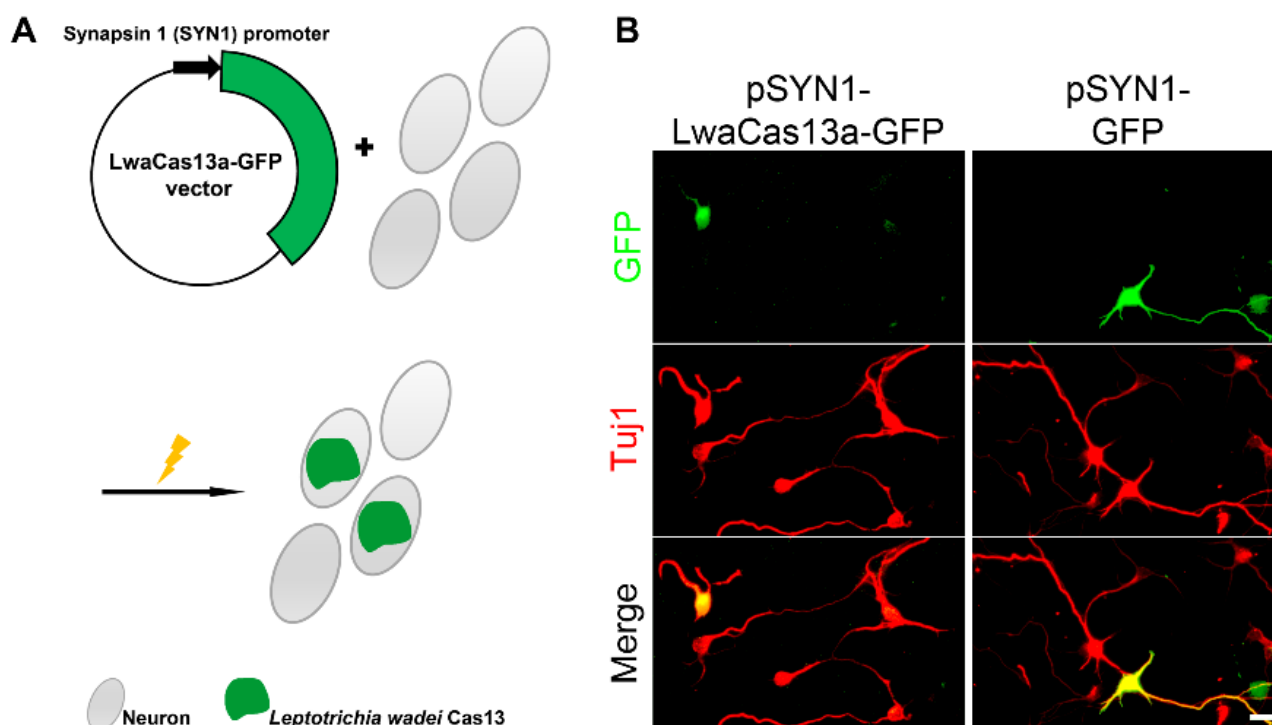 A
Synapsin 1 (SYN1) promoter
LwaCas13a-GFP
vector
+
Neuron
Leptotrichia wadei Cas13
B
pSYN1-
LwaCas13a-GFP
pSYN1-
GFP
GFP
Tuj1
Merge